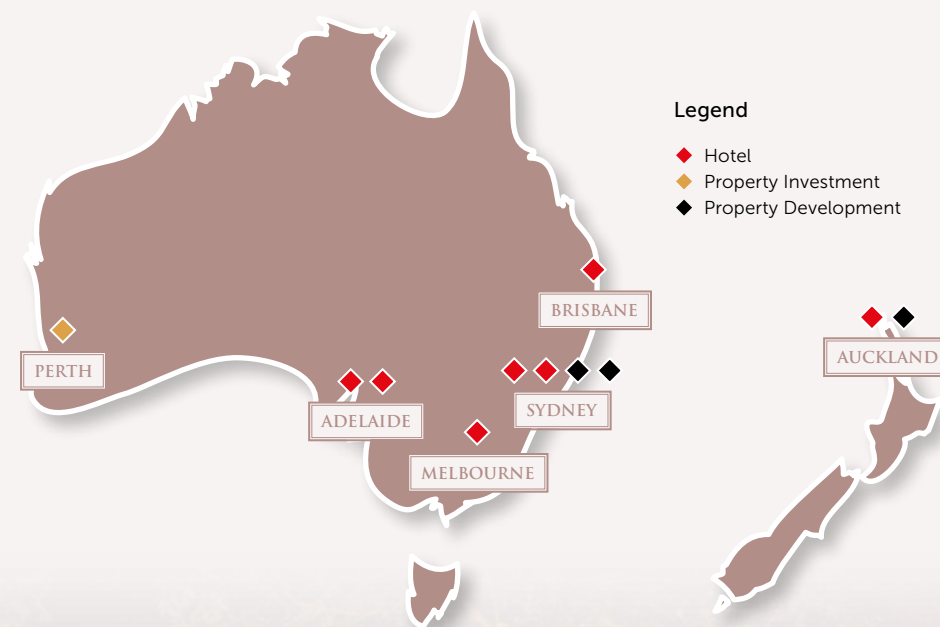 Legend
Hotel
Property Investment
Property Development
BRISBANE
PERTH
ADELAIDE
SYDNEY
MELBOURNE
AUCKLAND